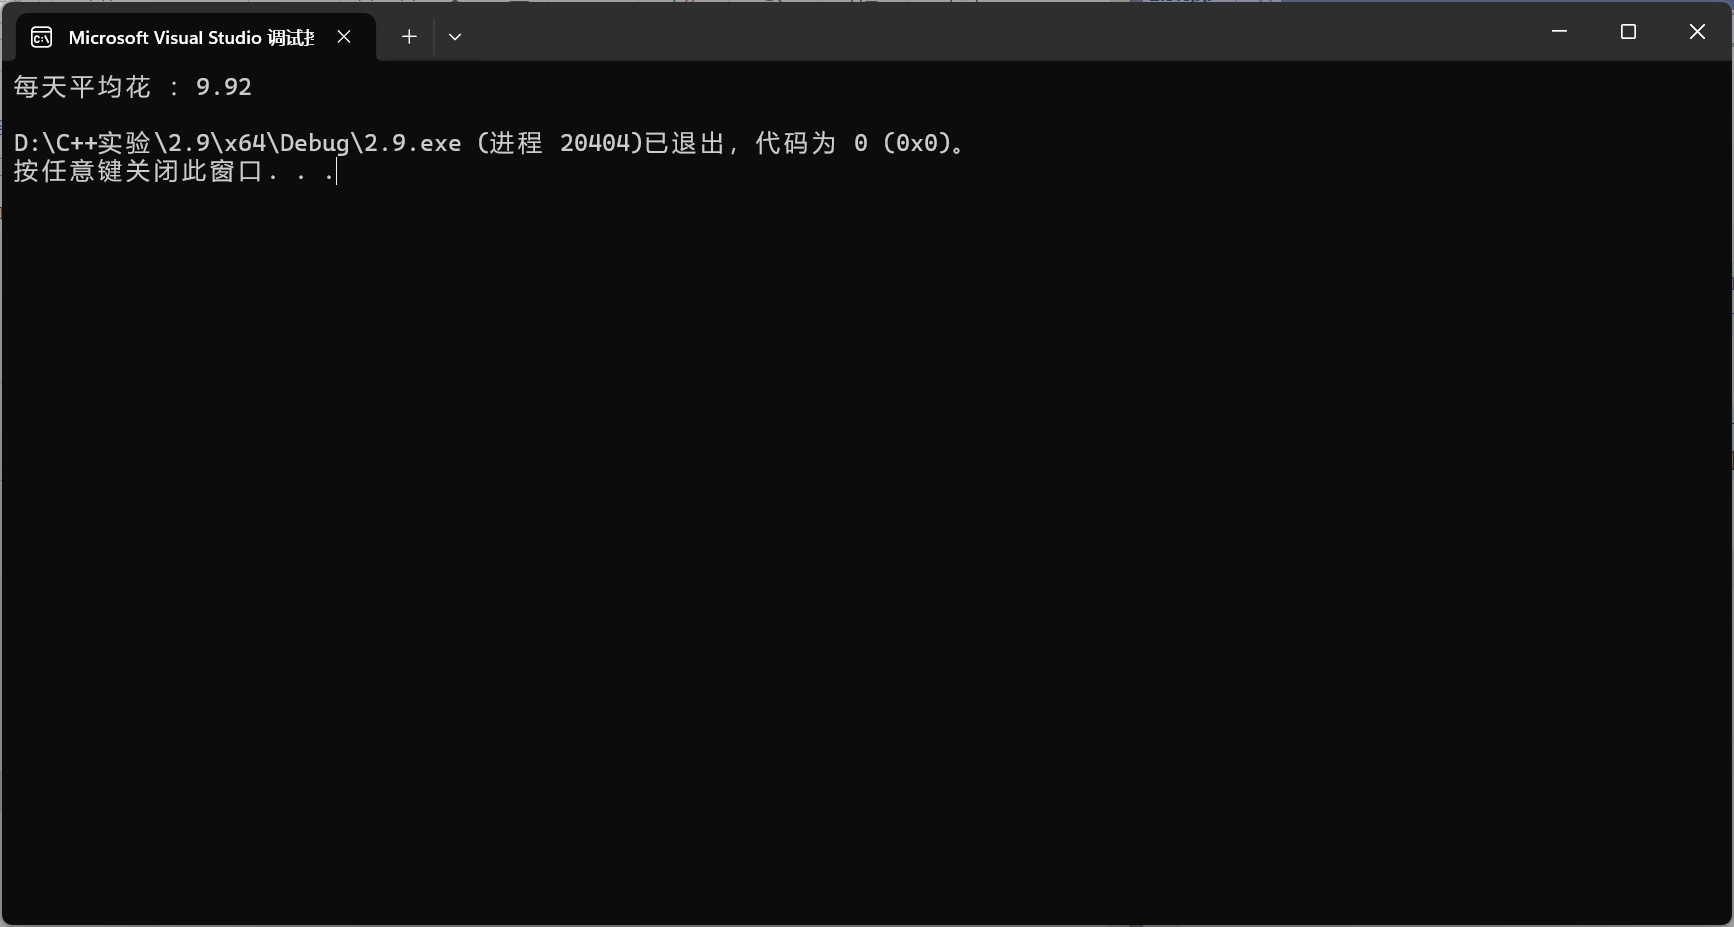 Microsoft Visual Studio 调试
每天平均花 : 9.92
D:\C++实验\2.9\x64\Debug\2.9.exe (进程 20404)已退出，代码为 0 (0x0)。
按任意键关闭此窗口. . .